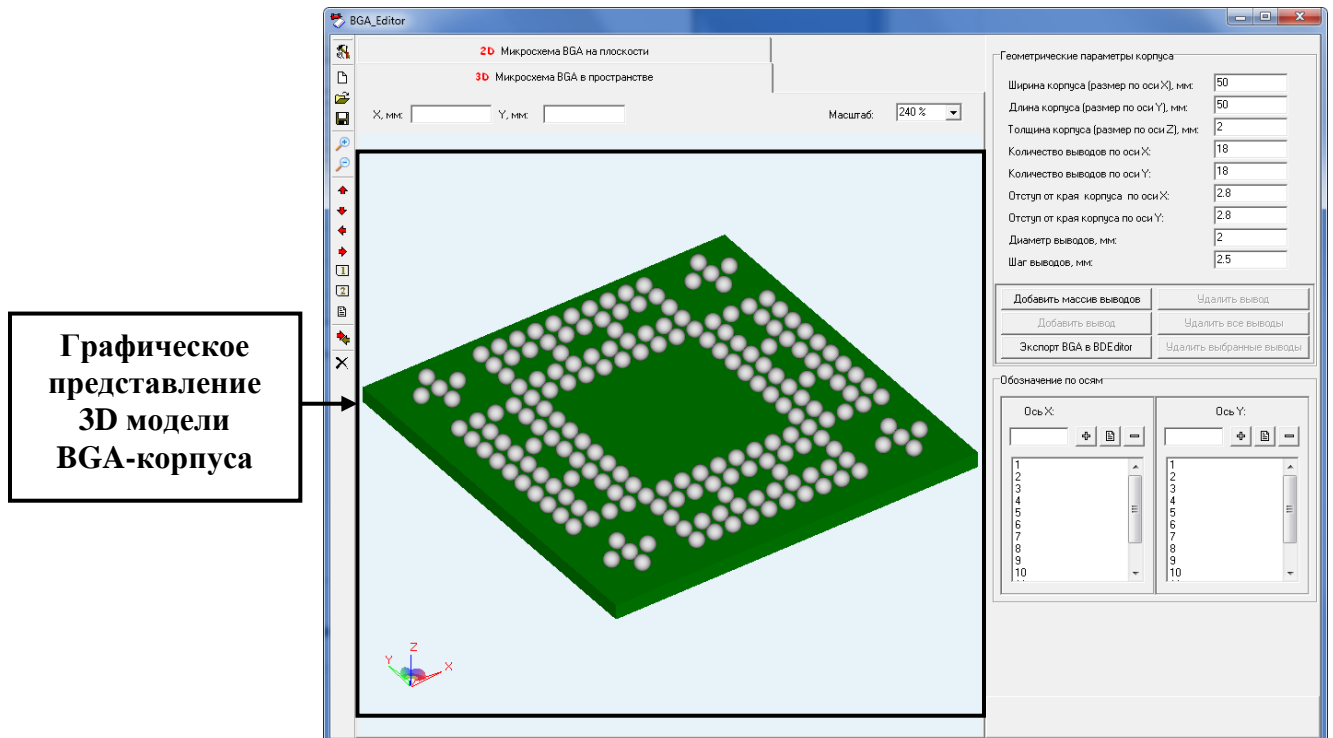 BGA_Editor
2D Микросхема BGA на плоскости
3D Микросхема BGA в пространстве
X, мм:
Y, мм:
Масштаб:
240 %
Графическое
представление
3D модели
BGA-корпуса
Z
Y
X
Геометрические параметры корпуса
Ширина корпуса (размер по оси X), мм: 50
Длина корпуса (размер по оси Y), мм: 50
Толщина корпуса (размер по оси Z), мм: 2
Количество выводов по оси X: 18
Количество выводов по оси Y: 18
Отступ от края корпуса по оси X: 2.8
Отступ от края корпуса по оси Y: 2.8
Диаметр выводов, мм: 2
Шаг выводов, мм: 2.5
Добавить массив выводов
Удалить вывод
Добавить вывод
Удалить все выводы
Экспорт BGA в BDEditor
Удалить выбранные выводы
Обозначение по осям
Ось X:
1
2
3
4
5
6
7
8
9
10
Ось Y:
1
2
3
4
5
6
7
8
9
10